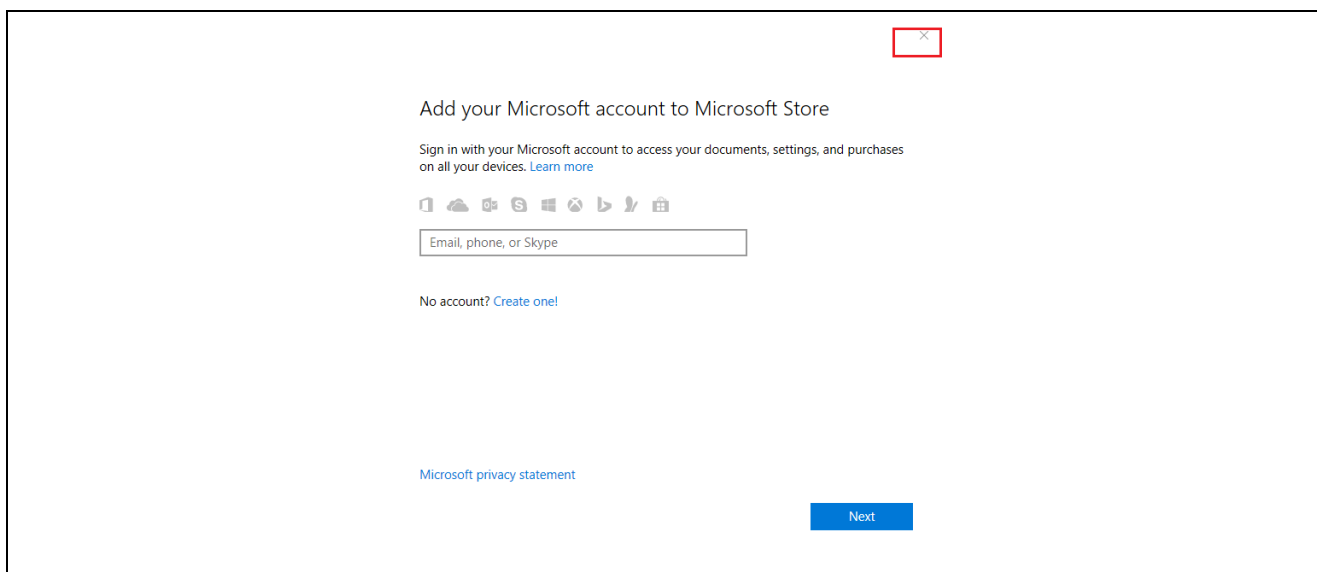 Add your Microsoft account to Microsoft Store
Sign in with your Microsoft account to access your documents, settings, and purchases
on all your devices. Learn more
Email, phone, or Skype
No account? Create one!
Microsoft privacy statement
Next